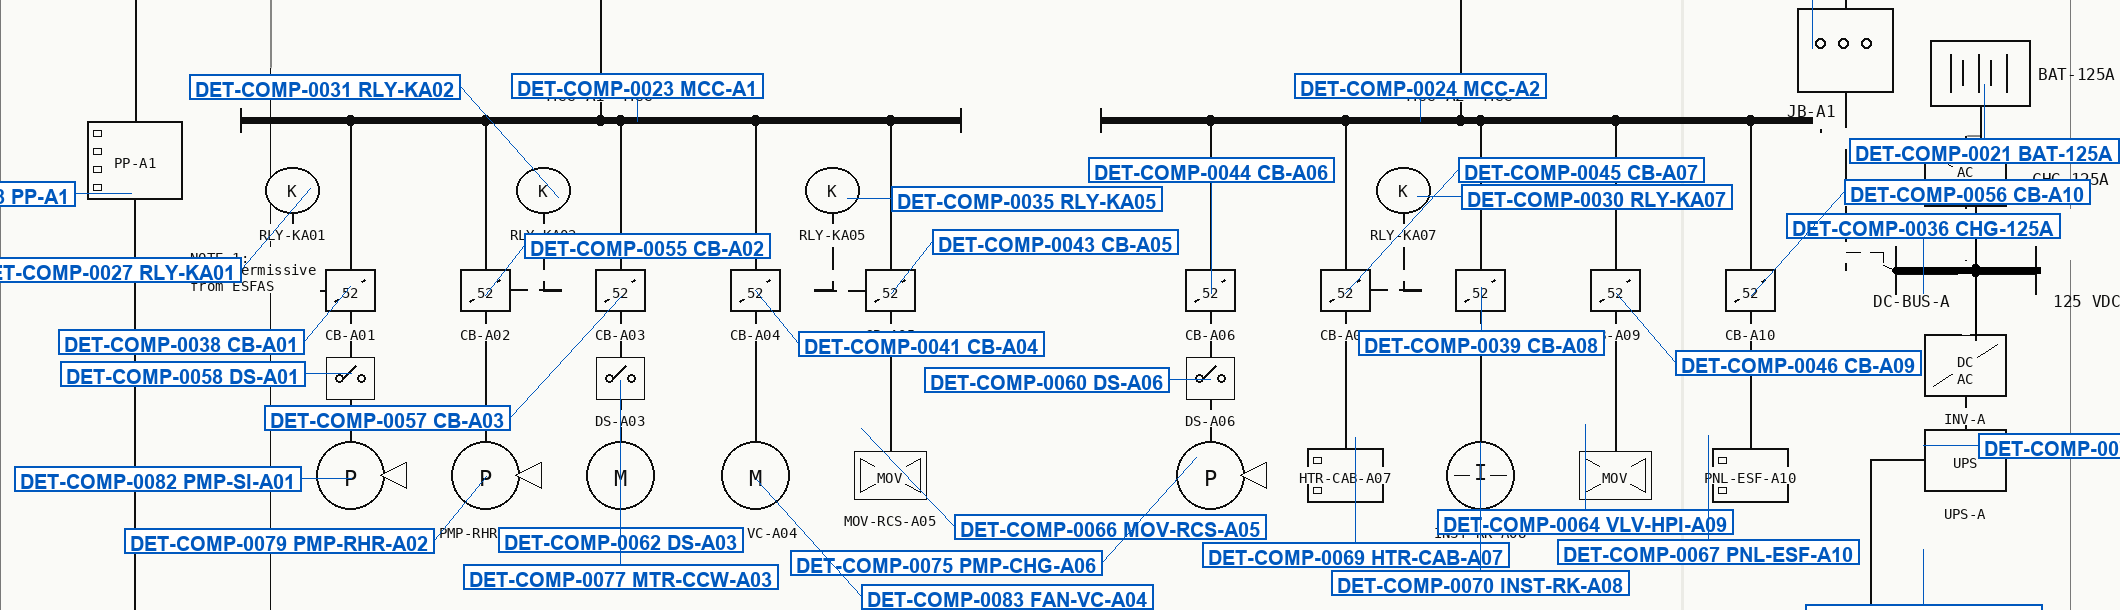 DET-COMP-0031 RLY-KA02
DET-COMP-0023 MCC-A1
DET-COMP-0024 MCC-A2
BAT-125A
JB-A1
PP-A1
DET-COMP-0044 CB-A06
DET-COMP-0045 CB-A07
DET-COMP-0021 BAT-125A
AC
PP-A1
K
K
K
K
DET-COMP-0035 RLY-KA05
DET-COMP-0030 RLY-KA07
DET-COMP-0056 CB-A10
RLY-KA01
RLY-KA05
RLY-KA07
DET-COMP-0055 CB-A02
DET-COMP-0043 CB-A05
DET-COMP-0036 CHG-125A
NOTE 1:
DET-COMP-0027 RLY-KA01
from ESFAS
52
52
52
52
52
52
52
52
52
52
DC-BUS-A
125 VDC
CB-A01
CB-A02
CB-A03
CB-A04
CB-A06
CB-A10
DET-COMP-0038 CB-A01
DET-COMP-0041 CB-A04
DET-COMP-0039 CB-A08
DET-COMP-0046 CB-A09
DET-COMP-0058 DS-A01
DET-COMP-0060 DS-A06
DC
AC
DET-COMP-0057 CB-A03
DS-A03
DS-A06
INV-A
DET-COMP-0082 PMP-SI-A01
P
P
M
M
MOV
P
HTR-CAB-A07
I
MOV
PNL-ESF-A10
UPS
MOV-RCS-A05
UPS-A
DET-COMP-0079 PMP-RHR-A02
DET-COMP-0062 DS-A03
VC-A04
DET-COMP-0066 MOV-RCS-A05
DET-COMP-0064 VLV-HPI-A09
DET-COMP-0077 MTR-CCW-A03
DET-COMP-0075 PMP-CHG-A06
DET-COMP-0069 HTR-CAB-A07
DET-COMP-0067 PNL-ESF-A10
DET-COMP-0083 FAN-VC-A04
DET-COMP-0070 INST-RK-A08